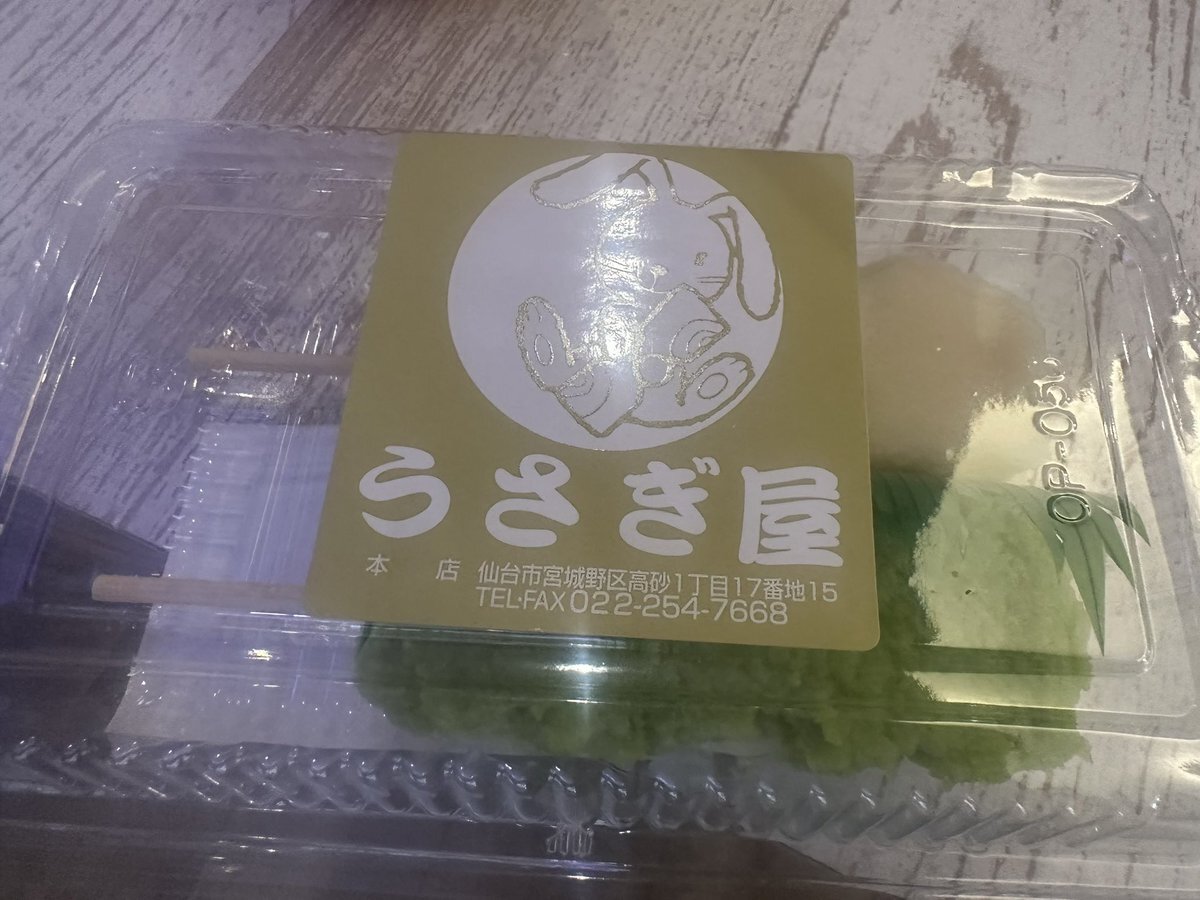 うさぎ屋
本店 仙台市宮城野区高砂1丁目17番地15
TEL・FAX 022-254-7668
OP-05